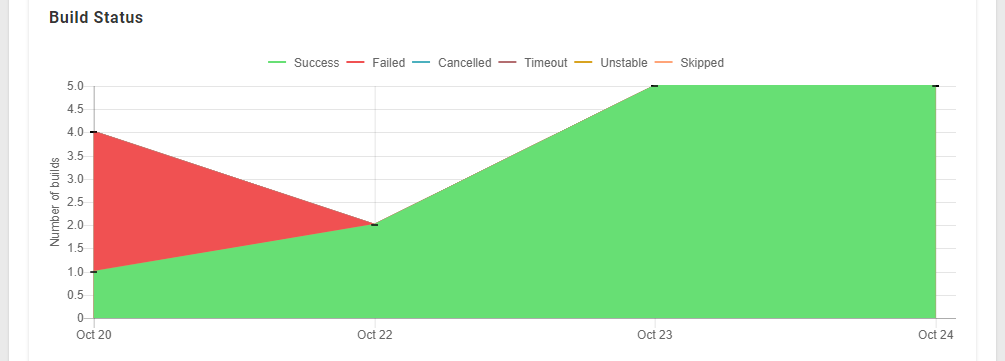 Build Status
Success Failed Cancelled Timeout Unstable Skipped
Number of builds
5.0
4.5
4.0
3.5
3.0
2.5
2.0
1.5
1.0
0.5
0
Oct 20 Oct 22 Oct 23 Oct 24